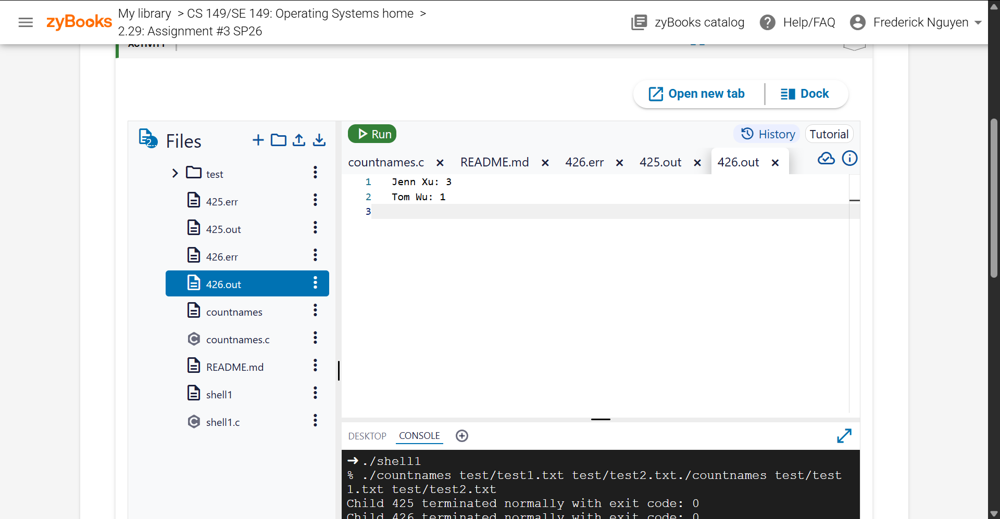 zyBooks
My library > CS 149/SE 149: Operating Systems home >
2.29: Assignment #3 SP26
zyBooks catalog
Help/FAQ
Frederick Nguyen
ACTIVITY
Open new tab
Dock
Files
test
425.err
425.out
426.err
426.out
countnames
countnames.c
README.md
shell1
shell1.c
Run
History
Tutorial
countnames.c
README.md
426.err
425.out
426.out
1 Jenn Xu: 3
2 Tom Wu: 1
3
DESKTOP
CONSOLE
➜ ./shell1
% ./countnames test/test1.txt test/test2.txt./countnames test/test
1.txt test/test2.txt
Child 425 terminated normally with exit code: 0
Child 426 terminated normally with exit code: 0